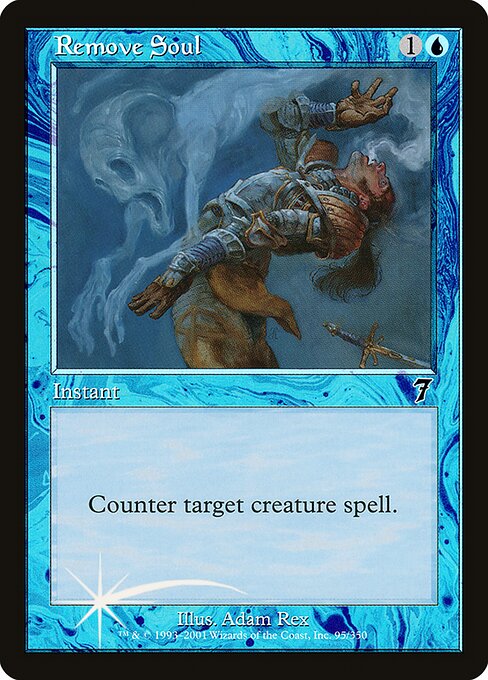 Remove Soul 1
Instant 7
Counter target creature spell.
Illus. Adam Rex
™ & © 1993–2001 Wizards of the Coast, Inc. 95/350